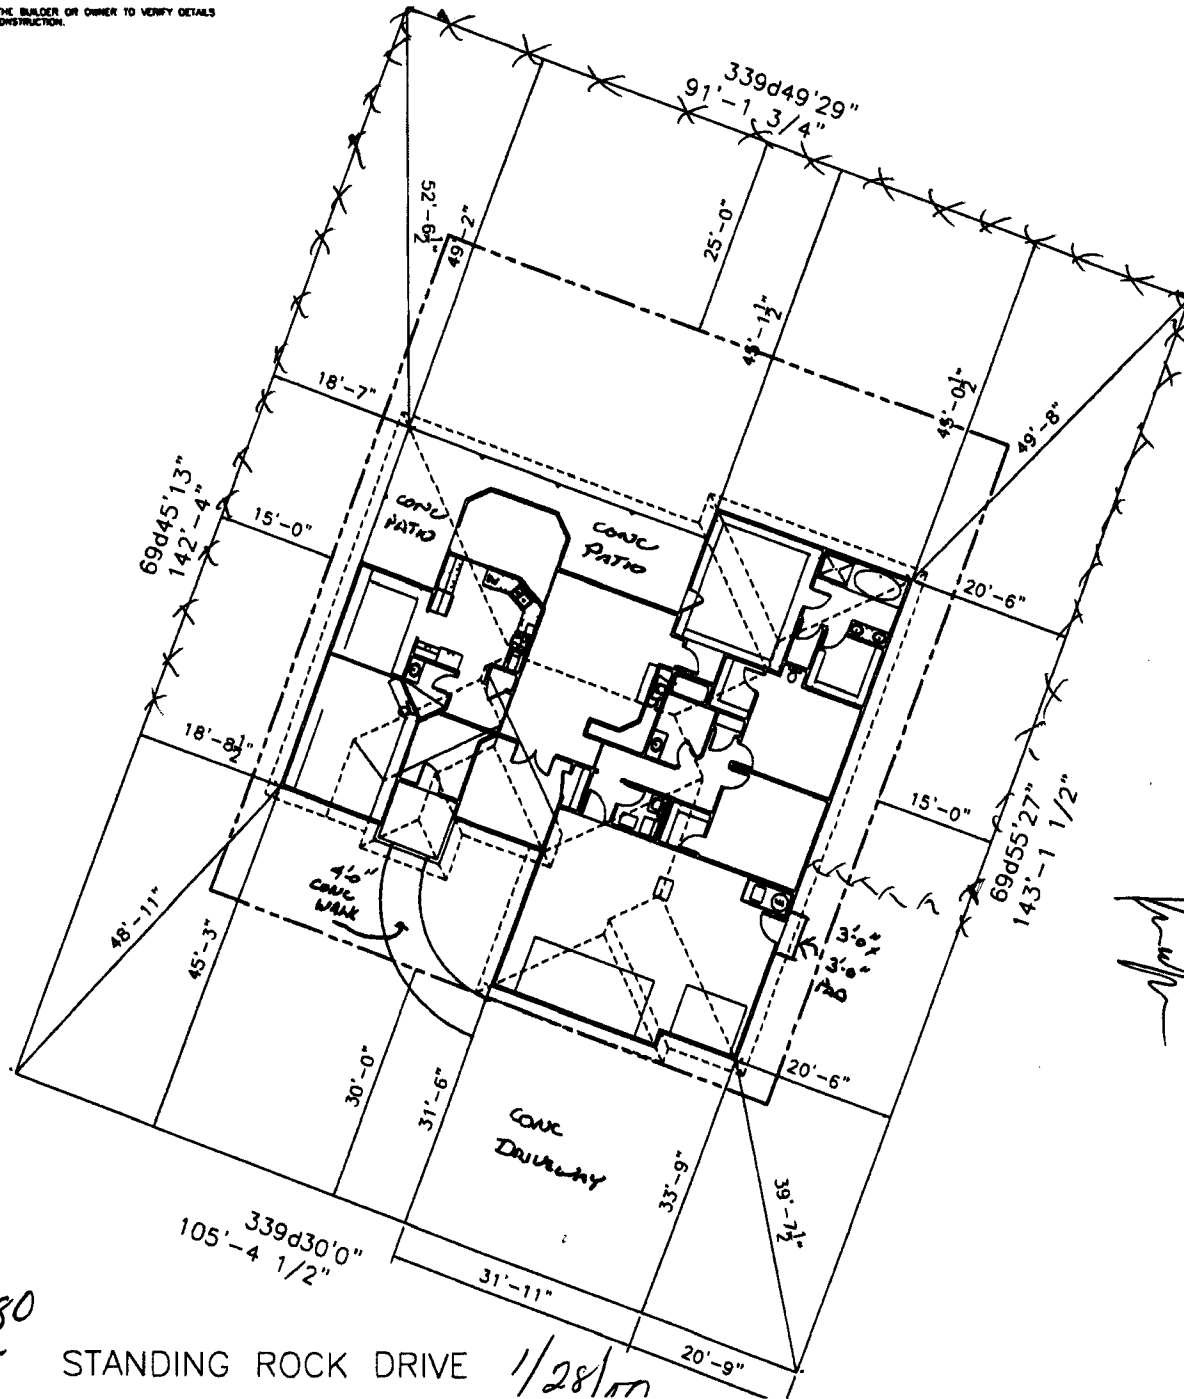 THE BUILDER OR OWNER TO VERIFY DETAILS
CONSTRUCTION.
339d49'29"
91'-1 3/4"
52'-6 1/2"
49'-2"
25'-0"
45'-1 1/2"
45'-0 1/2"
49'-8"
18'-7"
69d45'13"
142'-4"
15'-0"
CONC
PATIO
CONC
PATIO
20'-6"
18'-8 1/2"
15'-0"
69d55'27"
143'-1 1/2"
4'0"
CONC
WALK
48'-11"
45'-3"
3'-0" x
3'-0"
PAD
30'-0"
31'-6"
20'-6"
CONC
DRIVEWAY
33'-9"
39'-7 1/2"
339d30'0"
105'-4 1/2"
31'-11"
20'-9"
STANDING ROCK DRIVE